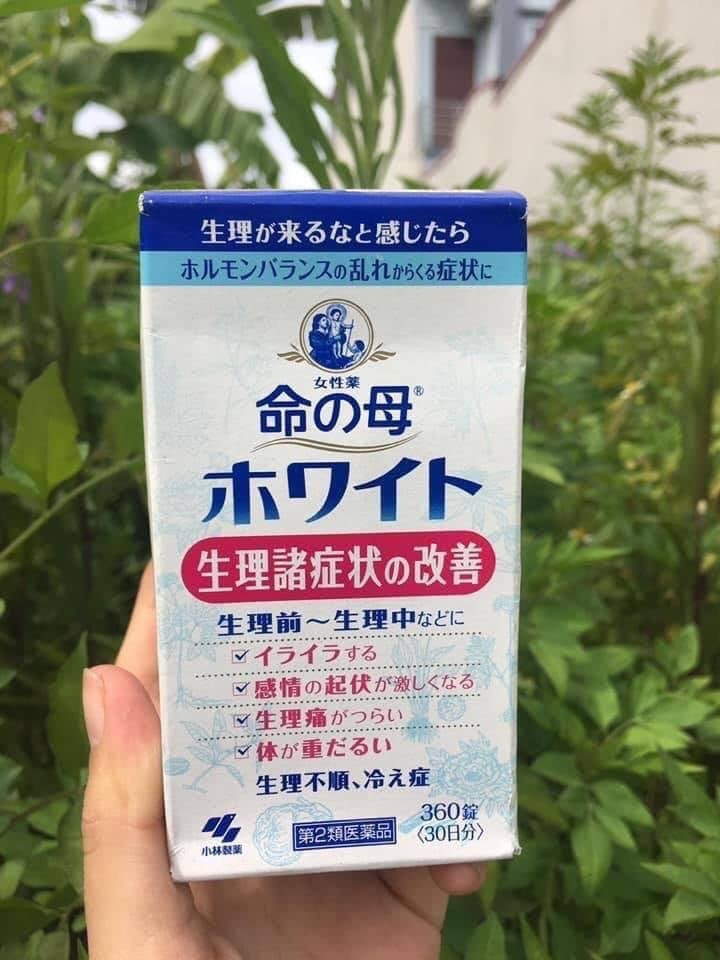 生理が来るなと感じたら
ホルモンバランスの乱れからくる症状に
女性薬
命の母®
ホワイト
生理諸症状の改善
生理前～生理中などに
イライラする
感情の起伏が激しくなる
生理痛がつらい
体が重だるい
生理不順、冷え症
360錠
〈30日分〉
第2類医薬品
小林製薬